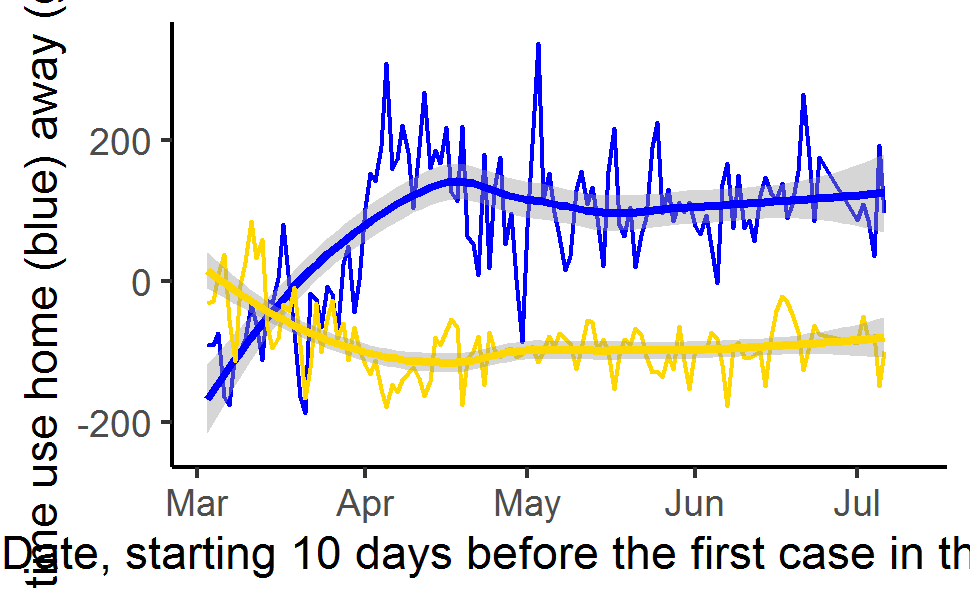 time use home (blue) away (
200
0
-200
Mar Apr May Jun Jul
Date, starting 10 days before the first case in th